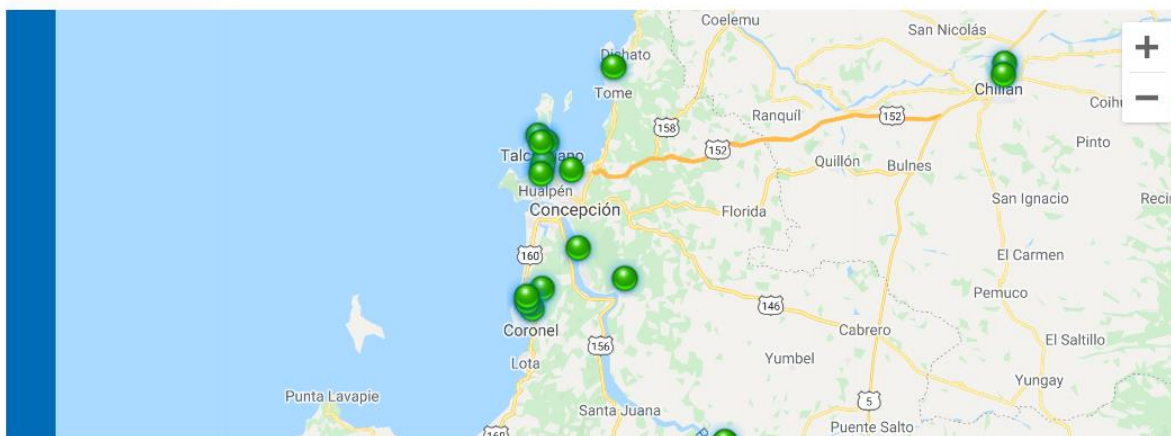 Coelemu
San Nicolás
+
Dichato
Tome
Chillán
−
Coihu
158
152
152
Ranquíl
Pinto
Talcahuano
Hualpén
Quillón
Bulnes
Concepción
Florida
San Ignacio
Reci
160
El Carmen
146
Pemuco
Coronel
156
Cabrero
El Saltillo
Lota
Yumbel
Yungay
Punta Lavapie
Santa Juana
5
160
Puente Salto